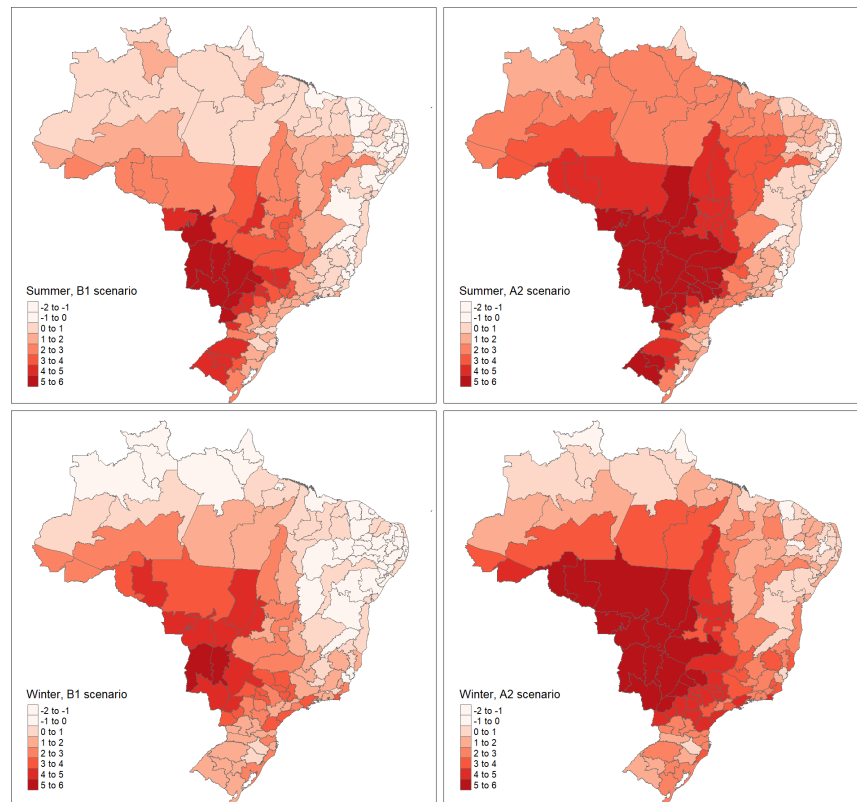 Summer, B1 scenario
-2 to -1
-1 to 0
0 to 1
1 to 2
2 to 3
3 to 4
4 to 5
5 to 6
Summer, A2 scenario
-2 to -1
-1 to 0
0 to 1
1 to 2
2 to 3
3 to 4
4 to 5
5 to 6
Winter, B1 scenario
-2 to -1
-1 to 0
0 to 1
1 to 2
2 to 3
3 to 4
4 to 5
5 to 6
Winter, A2 scenario
-2 to -1
-1 to 0
0 to 1
1 to 2
2 to 3
3 to 4
4 to 5
5 to 6